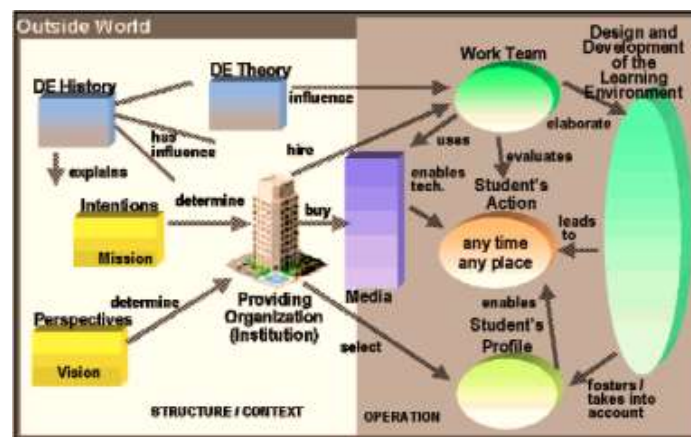 Outside World
DE History
DE Theory
influence
has
influence
explains
Intentions
Mission
determine
hire
buy
Perspectives
Vision
determine
Providing
Organization
(Institution)
select
STRUCTURE / CONTEXT
Work Team
uses
evaluates
elaborate
Design and
Development
of the
Learning
Environment
enables
tech.
Media
Student's
Action
any time
any place
leads
to
enables
Student's
Profile
fosters /
takes into
account
OPERATION